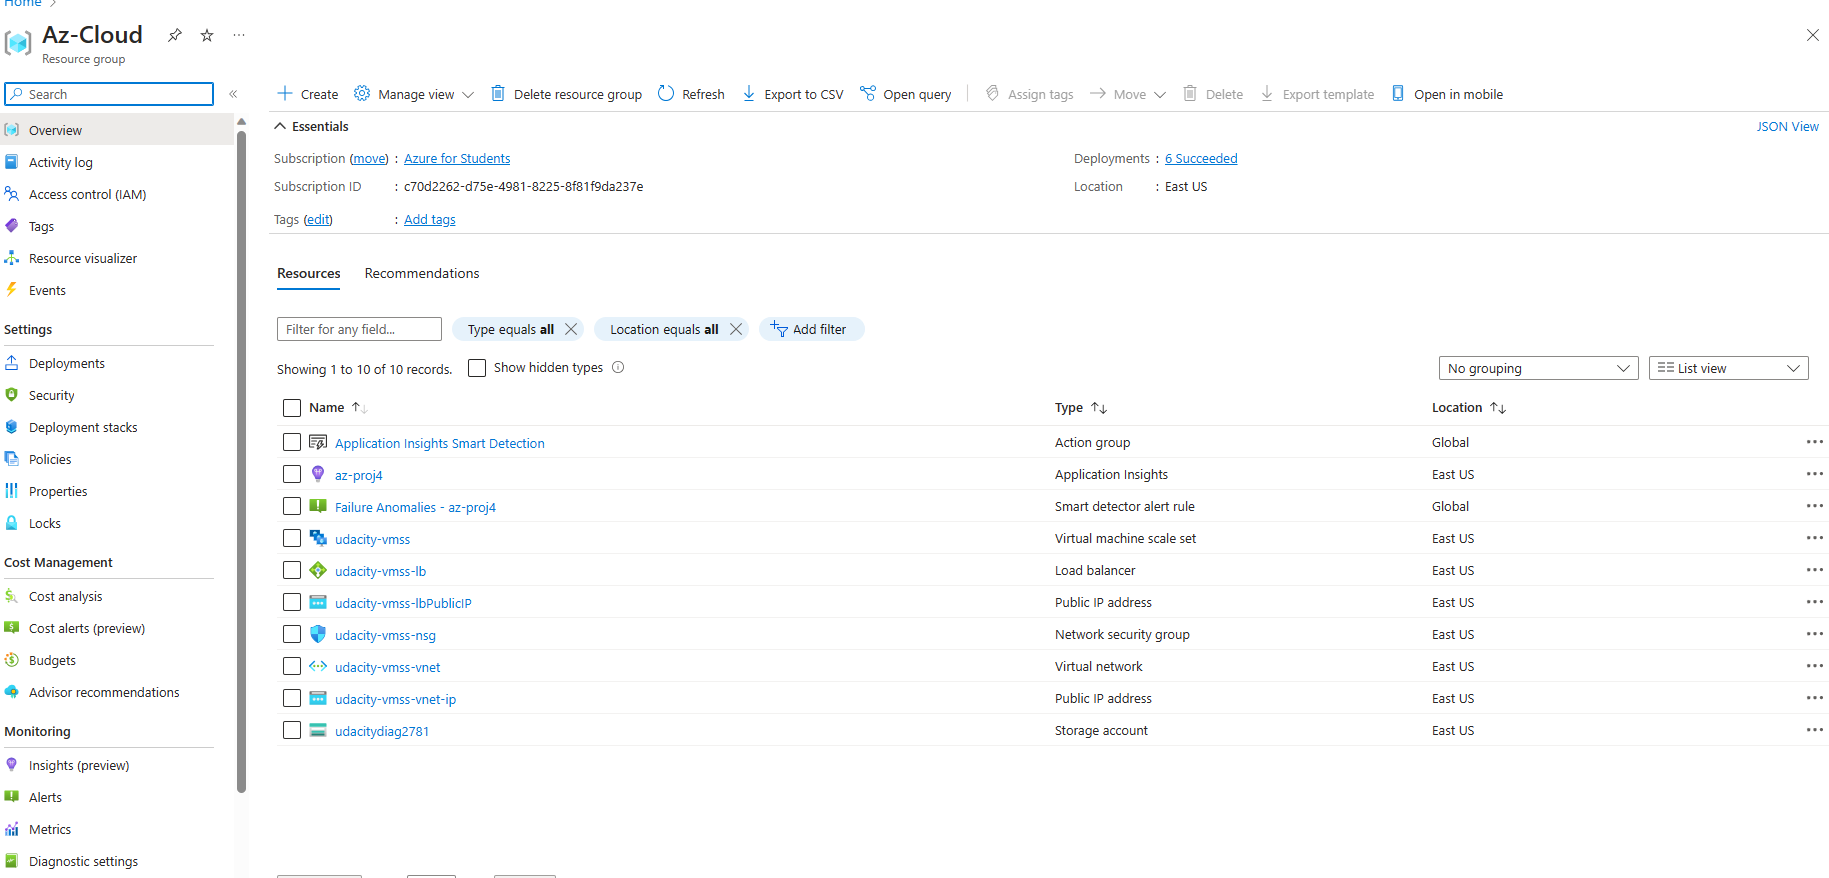 Home
Az-Cloud
Resource group
Search
Overview
Activity log
Access control (IAM)
Tags
Resource visualizer
Events
Settings
Deployments
Security
Deployment stacks
Policies
Properties
Locks
Cost Management
Cost analysis
Cost alerts (preview)
Budgets
Advisor recommendations
Monitoring
Insights (preview)
Alerts
Metrics
Diagnostic settings
Create Manage view Delete resource group Refresh Export to CSV Open query Assign tags Move Delete Export template Open in mobile
Essentials JSON View
Subscription (move) : Azure for Students Deployments : 6 Succeeded
Subscription ID : c70d2262-d75e-4981-8225-8f81f9da237e Location : East US
Tags (edit) : Add tags
Resources Recommendations
Filter for any field... Type equals all Location equals all Add filter
Showing 1 to 10 of 10 records. Show hidden types No grouping List view
Name Type Location
Application Insights Smart Detection Action group Global
az-proj4 Application Insights East US
Failure Anomalies - az-proj4 Smart detector alert rule Global
udacity-vmss Virtual machine scale set East US
udacity-vmss-lb Load balancer East US
udacity-vmss-lbPublicIP Public IP address East US
udacity-vmss-nsg Network security group East US
udacity-vmss-vnet Virtual network East US
udacity-vmss-vnet-ip Public IP address East US
udacitydiag2781 Storage account East US